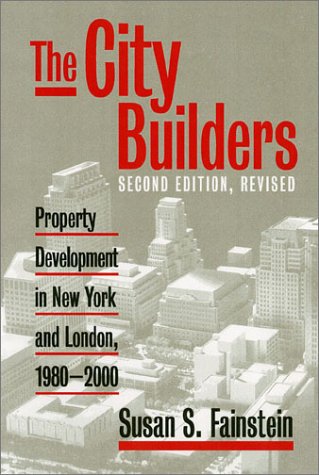 The City
Builders
SECOND EDITION, REVISED
Property
Development
in New York
and London,
1980–2000
Susan S. Fainstein